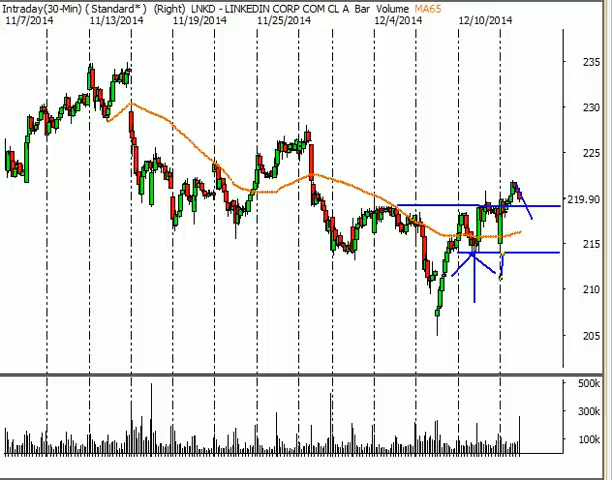 Intraday(30-Min) (Standard*) (Right) LNKD - LINKEDIN CORP COM CL A Bar Volume MA65
11/7/2014 11/13/2014 11/19/2014 11/25/2014 12/4/2014 12/10/2014
235
230
225
219.90
215
210
205
500k
300k
100k